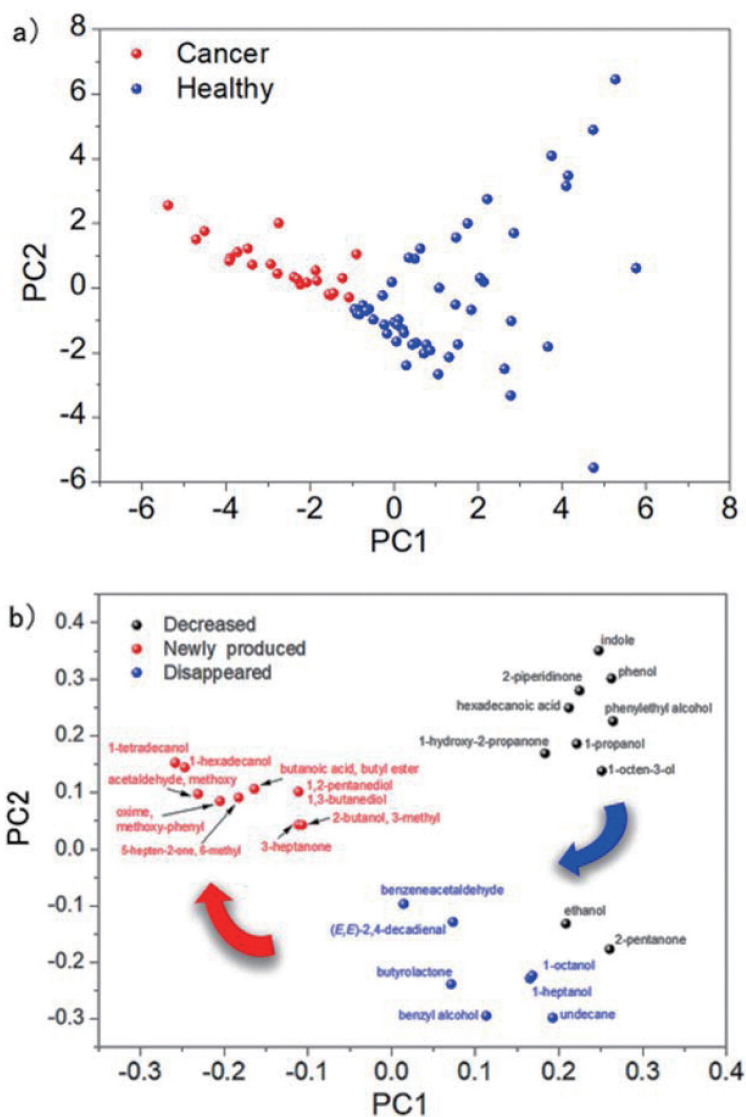 a)
Cancer
Healthy
8
6
4
2
0
-2
-4
-6
PC2
-6
-4
-2
0
2
4
6
8
PC1
b)
Decreased
Newly produced
Disappeared
0.4
0.3
0.2
0.1
0.0
-0.1
-0.2
-0.3
PC2
indole
phenol
2-piperidinone
hexadecanoic acid
phenylethyl alcohol
1-hydroxy-2-propanone
1-propanol
1-octen-3-ol
1-tetradecanol
1-hexadecanol
acetaldehyde, methoxy
butanoic acid, butyl ester
1,2-pentanediol
1,3-butanediol
oxime,
methoxy-phenyl
2-butanol, 3-methyl
5-hepten-2-one, 6-methyl
3-heptanone
benzeneacetaldehyde
(E,E)-2,4-decadienal
ethanol
2-pentanone
butyrolactone
1-octanol
1-heptanol
benzyl alcohol
undecane
-0.3
-0.2
-0.1
0.0
0.1
0.2
0.3
0.4
PC1